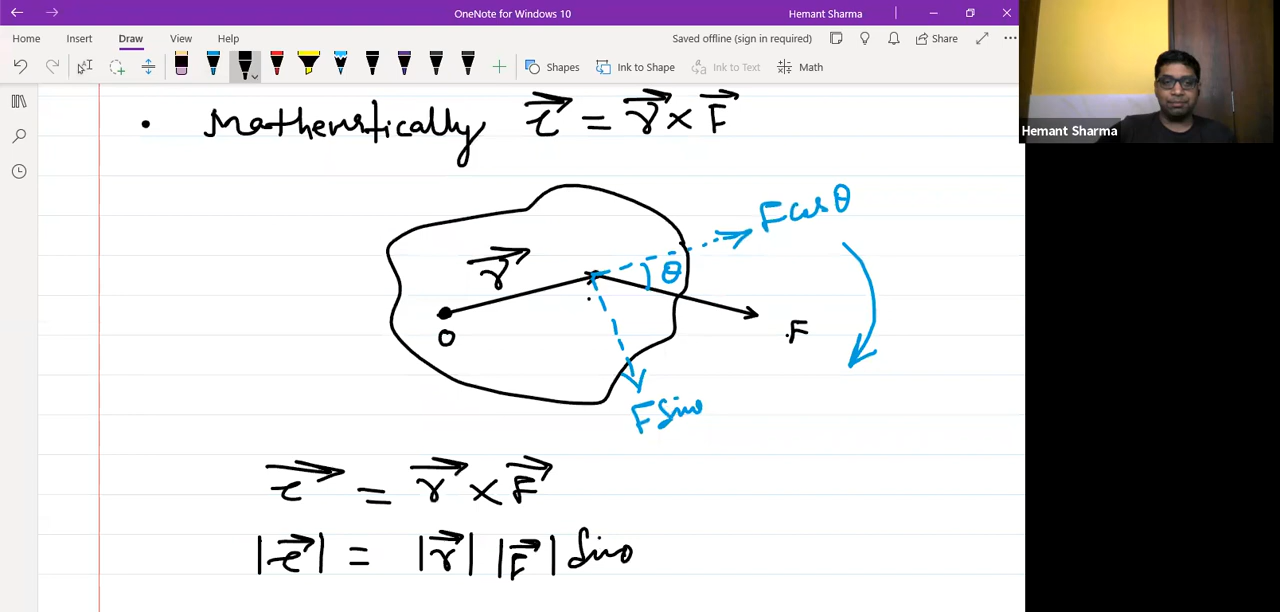 OneNote for Windows 10
Hemant Sharma
Home Insert Draw View Help
Saved offline (sign in required)
Share
Shapes
Ink to Shape
Ink to Text
Math
Hemant Sharma
• Mathematically τ⃗ = r⃗ × F⃗
F cos θ
r⃗
θ
O
F
F sin θ
τ⃗ = r⃗ × F⃗
|τ⃗| = |r⃗| |F⃗| sin θ